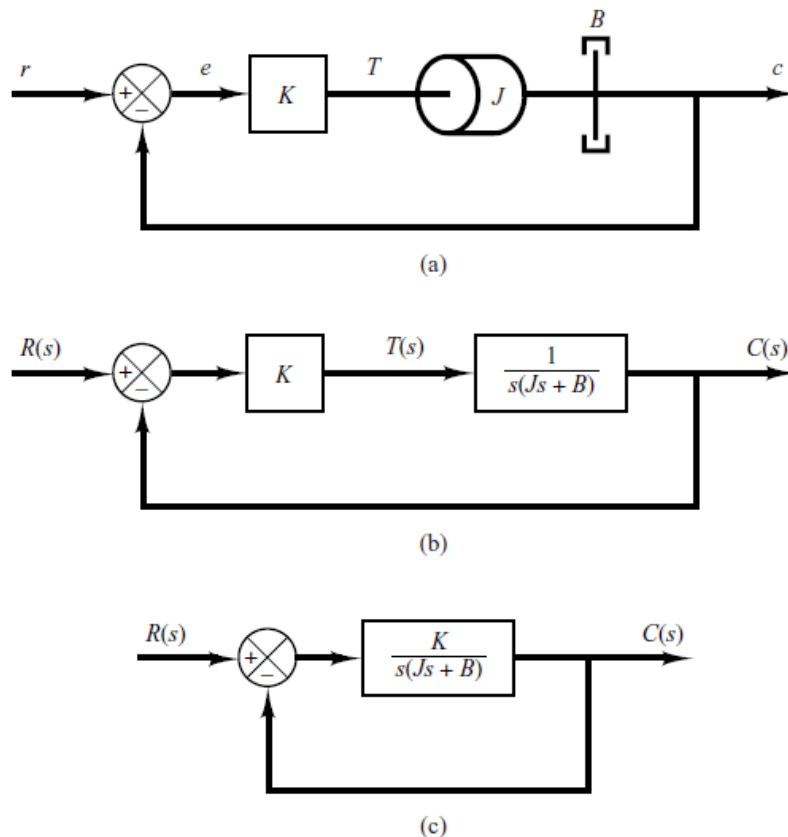 B
r
e
T
c
+
−
K
J
(a)
R(s)
T(s)
C(s)
+
−
K
1
s(Js + B)
(b)
R(s)
C(s)
+
−
K
s(Js + B)
(c)